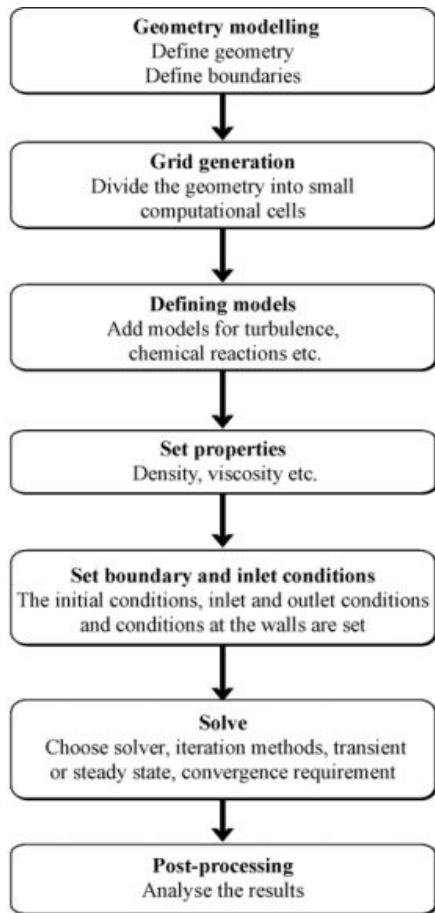 Geometry modelling
Define geometry
Define boundaries
Grid generation
Divide the geometry into small
computational cells
Defining models
Add models for turbulence,
chemical reactions etc.
Set properties
Density, viscosity etc.
Set boundary and inlet conditions
The initial conditions, inlet and outlet conditions
and conditions at the walls are set
Solve
Choose solver, iteration methods, transient
or steady state, convergence requirement
Post-processing
Analyse the results